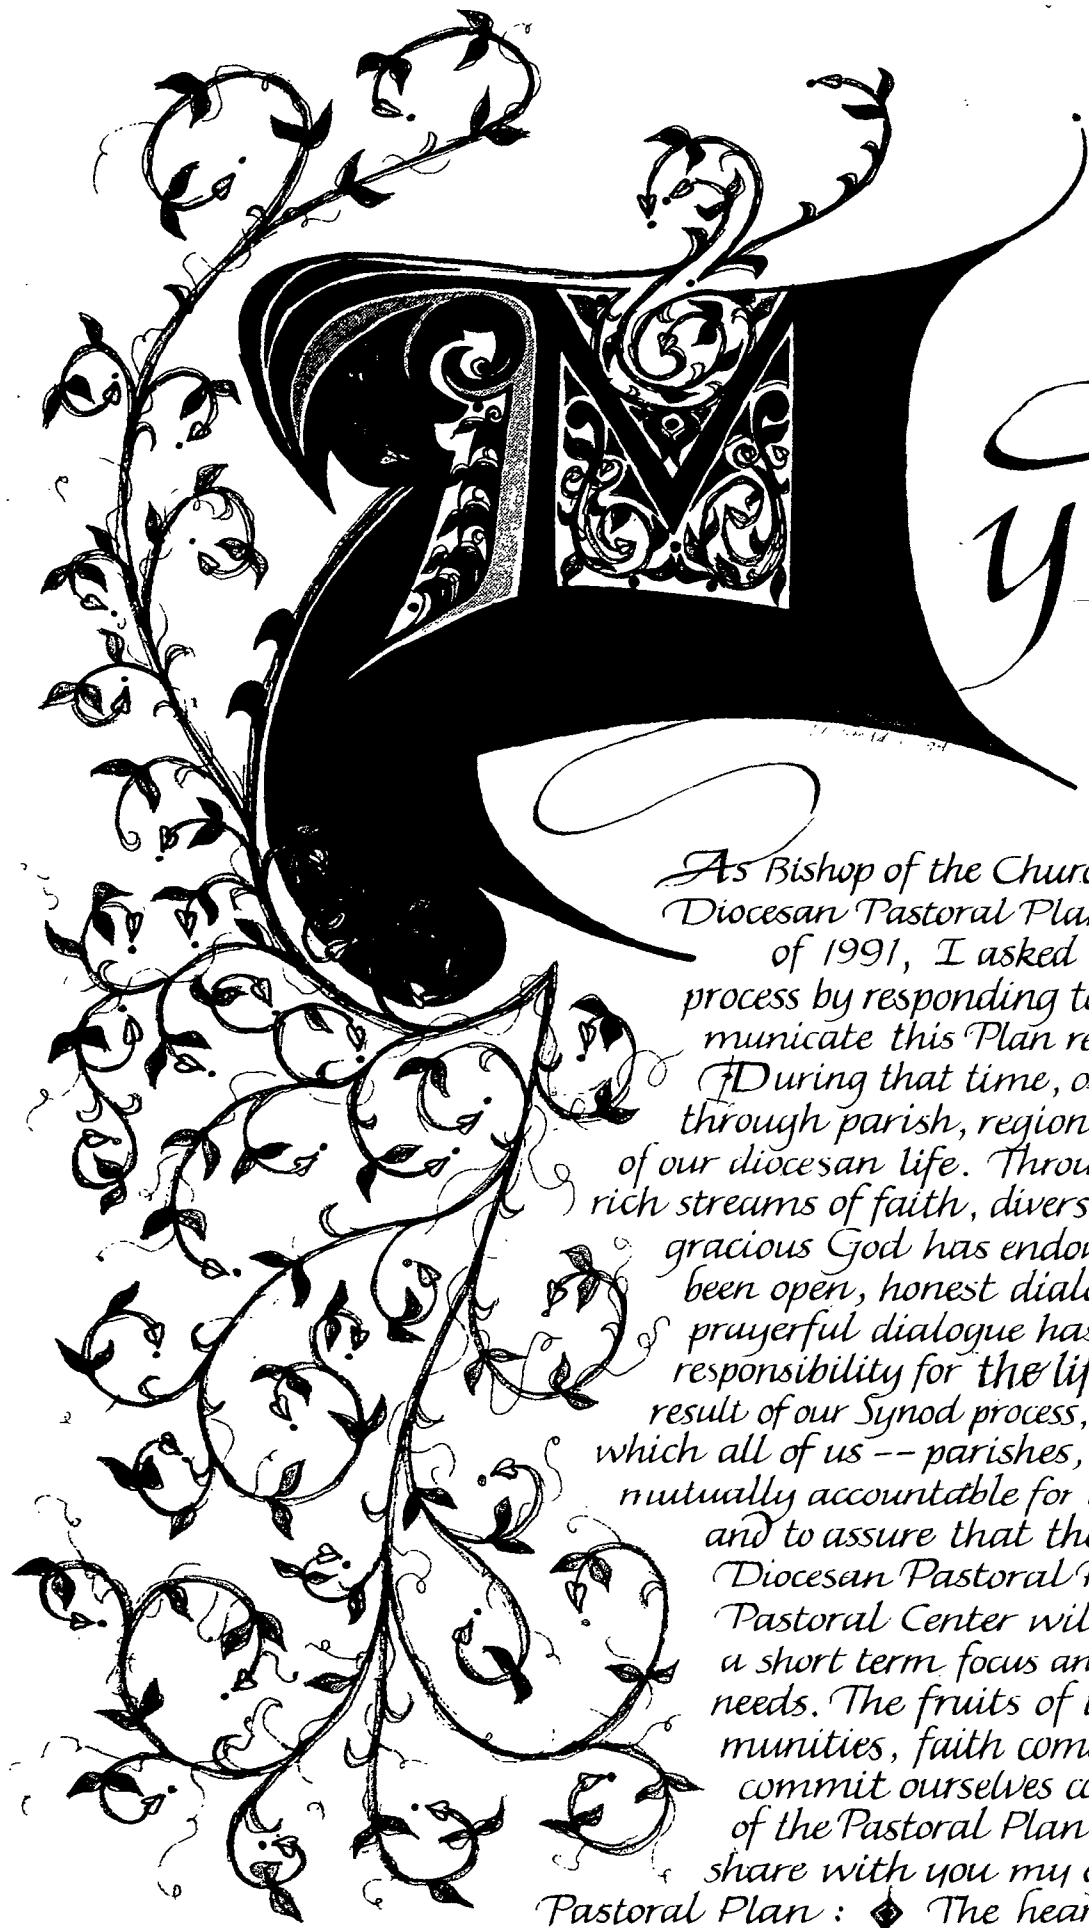 My
As Bishop of the Churc
Diocesan Pastoral Pla
of 1991, I asked
process by responding t
municate this Plan re
During that time, o
through parish, region
of our diocesan life. Throu
rich streams of faith, divers
gracious God has endo
been open, honest dial
prayerful dialogue has
responsibility for the lif
result of our Synod process,
which all of us -- parishes,
mutually accountable for
and to assure that th
Diocesan Pastoral
Pastoral Center wil
a short term focus an
needs. The fruits of
munities, faith com
commit ourselves
of the Pastoral Plan
share with you my
Pastoral Plan : ◈ The hear